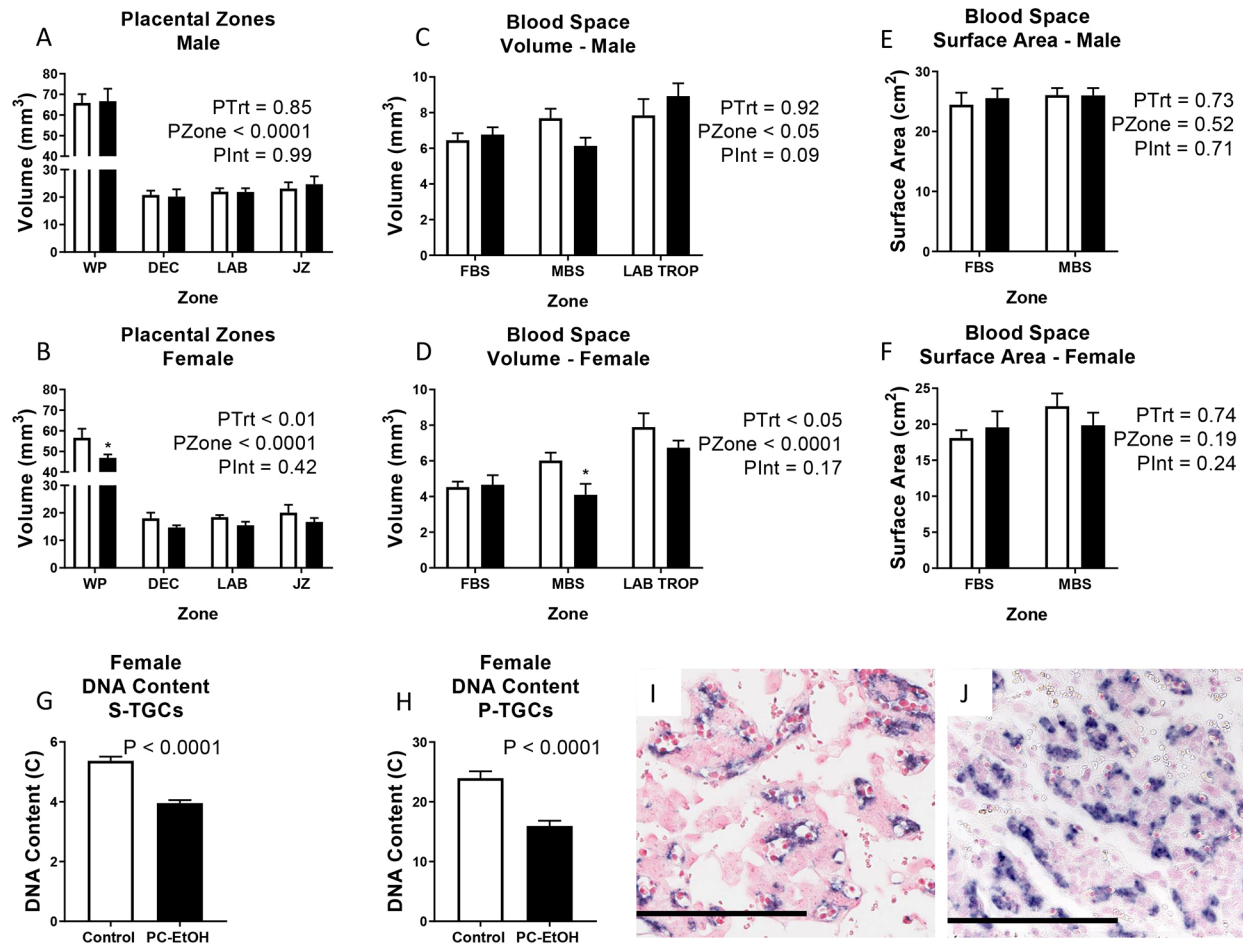 A
Placental Zones
Male
Volume (mm³)
80
70
60
50
40
30
20
10
0
PTrt = 0.85
PZone < 0.0001
PInt = 0.99
WP DEC LAB JZ
Zone
C
Blood Space
Volume - Male
Volume (mm³)
10
8
6
4
2
0
PTrt = 0.92
PZone < 0.05
PInt = 0.09
FBS MBS LAB TROP
Zone
E
Blood Space
Surface Area - Male
Surface Area (cm²)
30
20
10
0
PTrt = 0.73
PZone = 0.52
PInt = 0.71
FBS MBS
Zone
B
Placental Zones
Female
Volume (mm³)
80
70
60
50
40
30
20
10
0
*
PTrt < 0.01
PZone < 0.0001
PInt = 0.42
WP DEC LAB JZ
Zone
D
Blood Space
Volume - Female
Volume (mm³)
10
8
6
4
2
0
*
PTrt < 0.05
PZone < 0.0001
PInt = 0.17
FBS MBS LAB TROP
Zone
F
Blood Space
Surface Area - Female
Surface Area (cm²)
25
20
15
10
5
0
PTrt = 0.74
PZone = 0.19
PInt = 0.24
FBS MBS
Zone
G
Female
DNA Content
S-TGCs
DNA Content (C)
6
4
2
0
P < 0.0001
Control PC-EtOH
H
Female
DNA Content
P-TGCs
DNA Content (C)
30
20
10
0
P < 0.0001
Control PC-EtOH
I
J